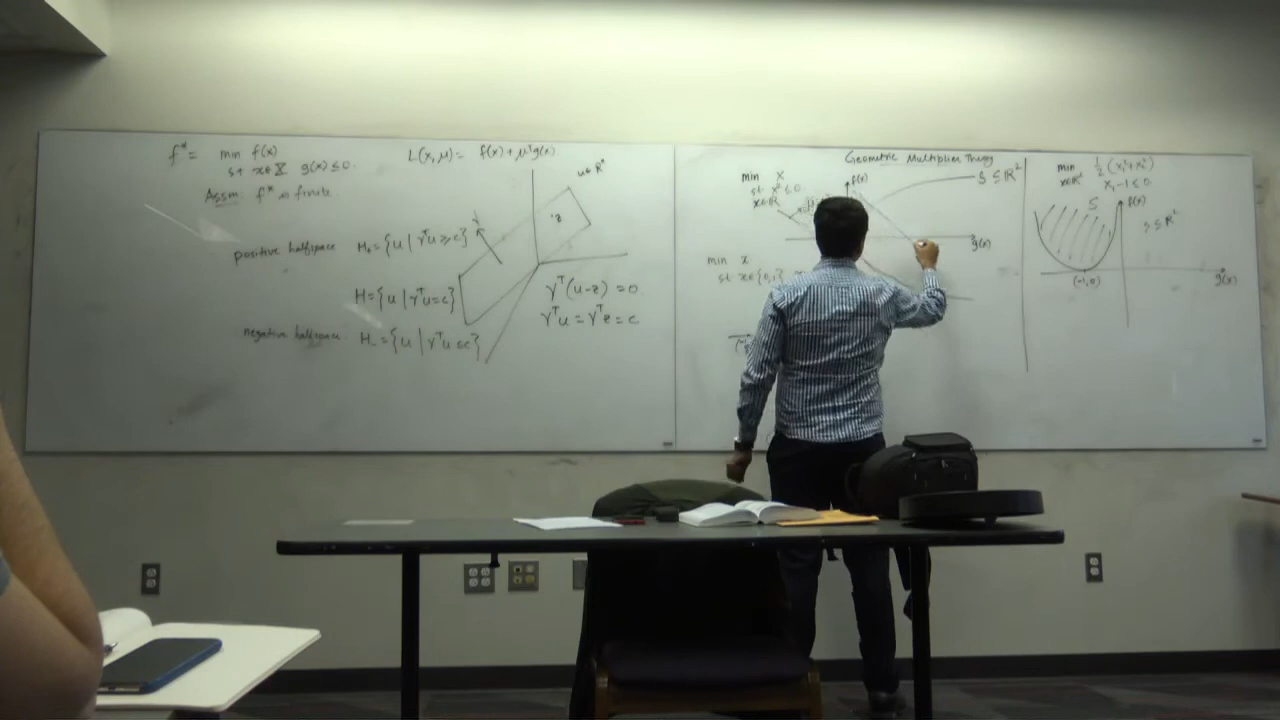 f* = min f(x)
st x ∈ X g(x) ≤ 0
Assm: f* is finite.
L(x, μ) = f(x) + μᵀg(x)
u ∈ Rⁿ
.z
γ
positive halfspace H₊ = {u | γᵀu ≥ c}
H = {u | γᵀu = c}
negative halfspace H₋ = {u | γᵀu ≤ c}
γᵀ(u-z) = 0
γᵀu = γᵀz = c
Geometric Multiplier Theory
min x
st x² ≤ 0
x ∈ R
f(x)
S ⊆ R²
g(x)
min x
st x ∈ {0,1}
min ½ (x₁² + x₂²)
x ∈ R² x₁ - 1 ≤ 0
S
f(x)
S ⊆ R²
(-1, 0)
g(x)